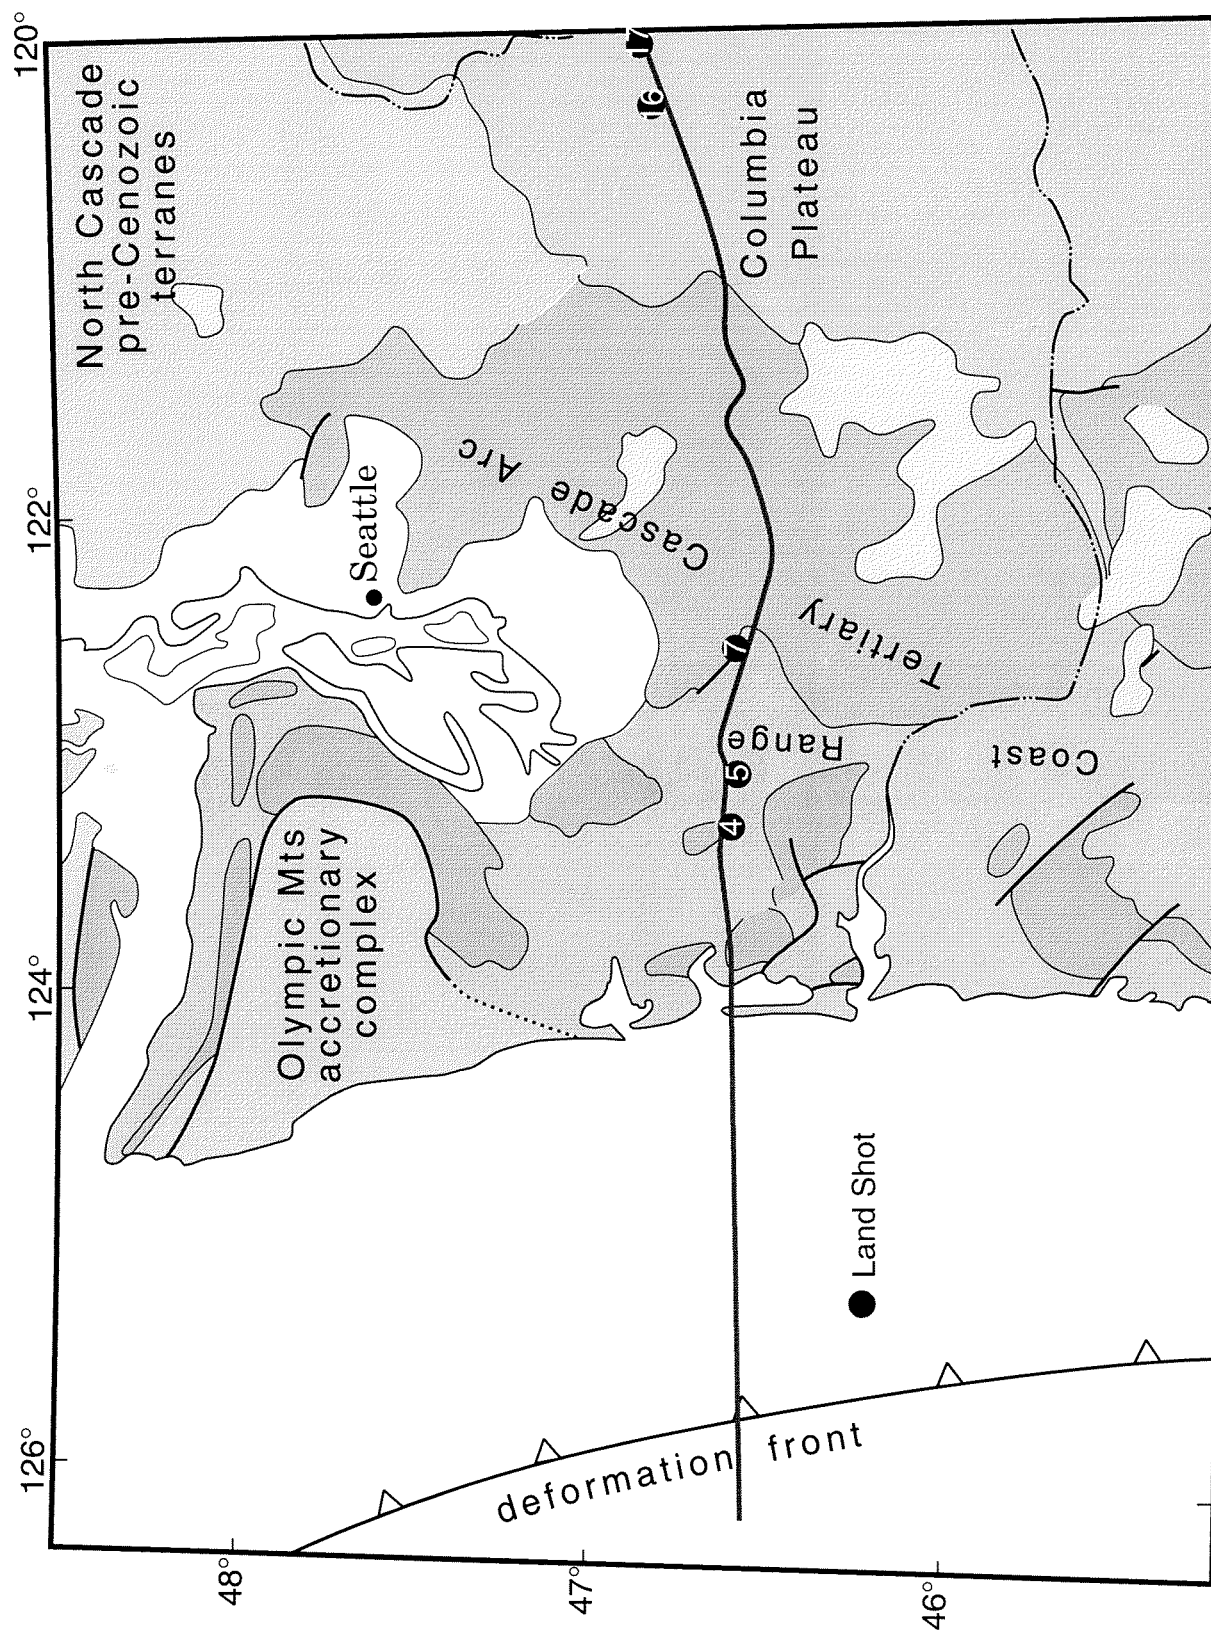 126°
124°
122°
120°
North Cascade
pre-Cenozoic
terranes
48°
Olympic Mts
accretionary
complex
Seattle
47°
deformation front
Cascade Arc
4
5
7
16
17
Columbia
Plateau
Land Shot
Tertiary
Coast Range
46°